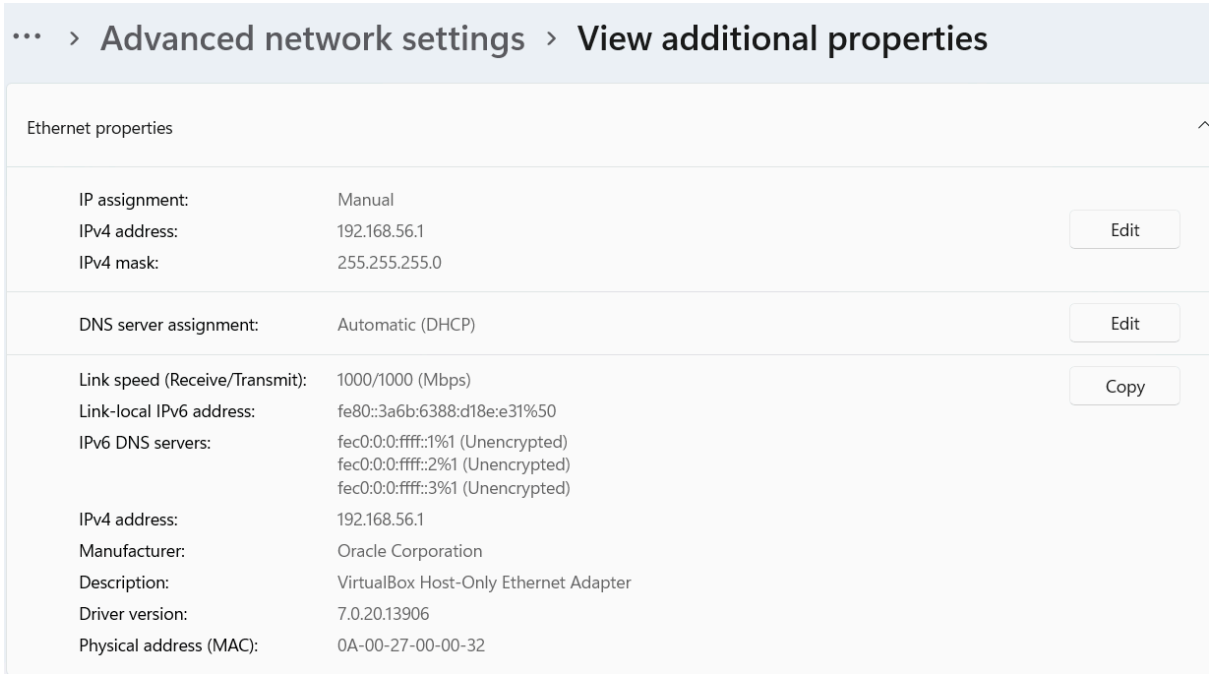 ... > Advanced network settings > View additional properties
Ethernet properties
IP assignment: Manual
IPv4 address: 192.168.56.1
IPv4 mask: 255.255.255.0
Edit
DNS server assignment: Automatic (DHCP)
Edit
Link speed (Receive/Transmit): 1000/1000 (Mbps)
Copy
Link-local IPv6 address: fe80::3a6b:6388:d18e:e31%50
IPv6 DNS servers: fec0:0:0:ffff::1%1 (Unencrypted)
fec0:0:0:ffff::2%1 (Unencrypted)
fec0:0:0:ffff::3%1 (Unencrypted)
IPv4 address: 192.168.56.1
Manufacturer: Oracle Corporation
Description: VirtualBox Host-Only Ethernet Adapter
Driver version: 7.0.20.13906
Physical address (MAC): 0A-00-27-00-00-32